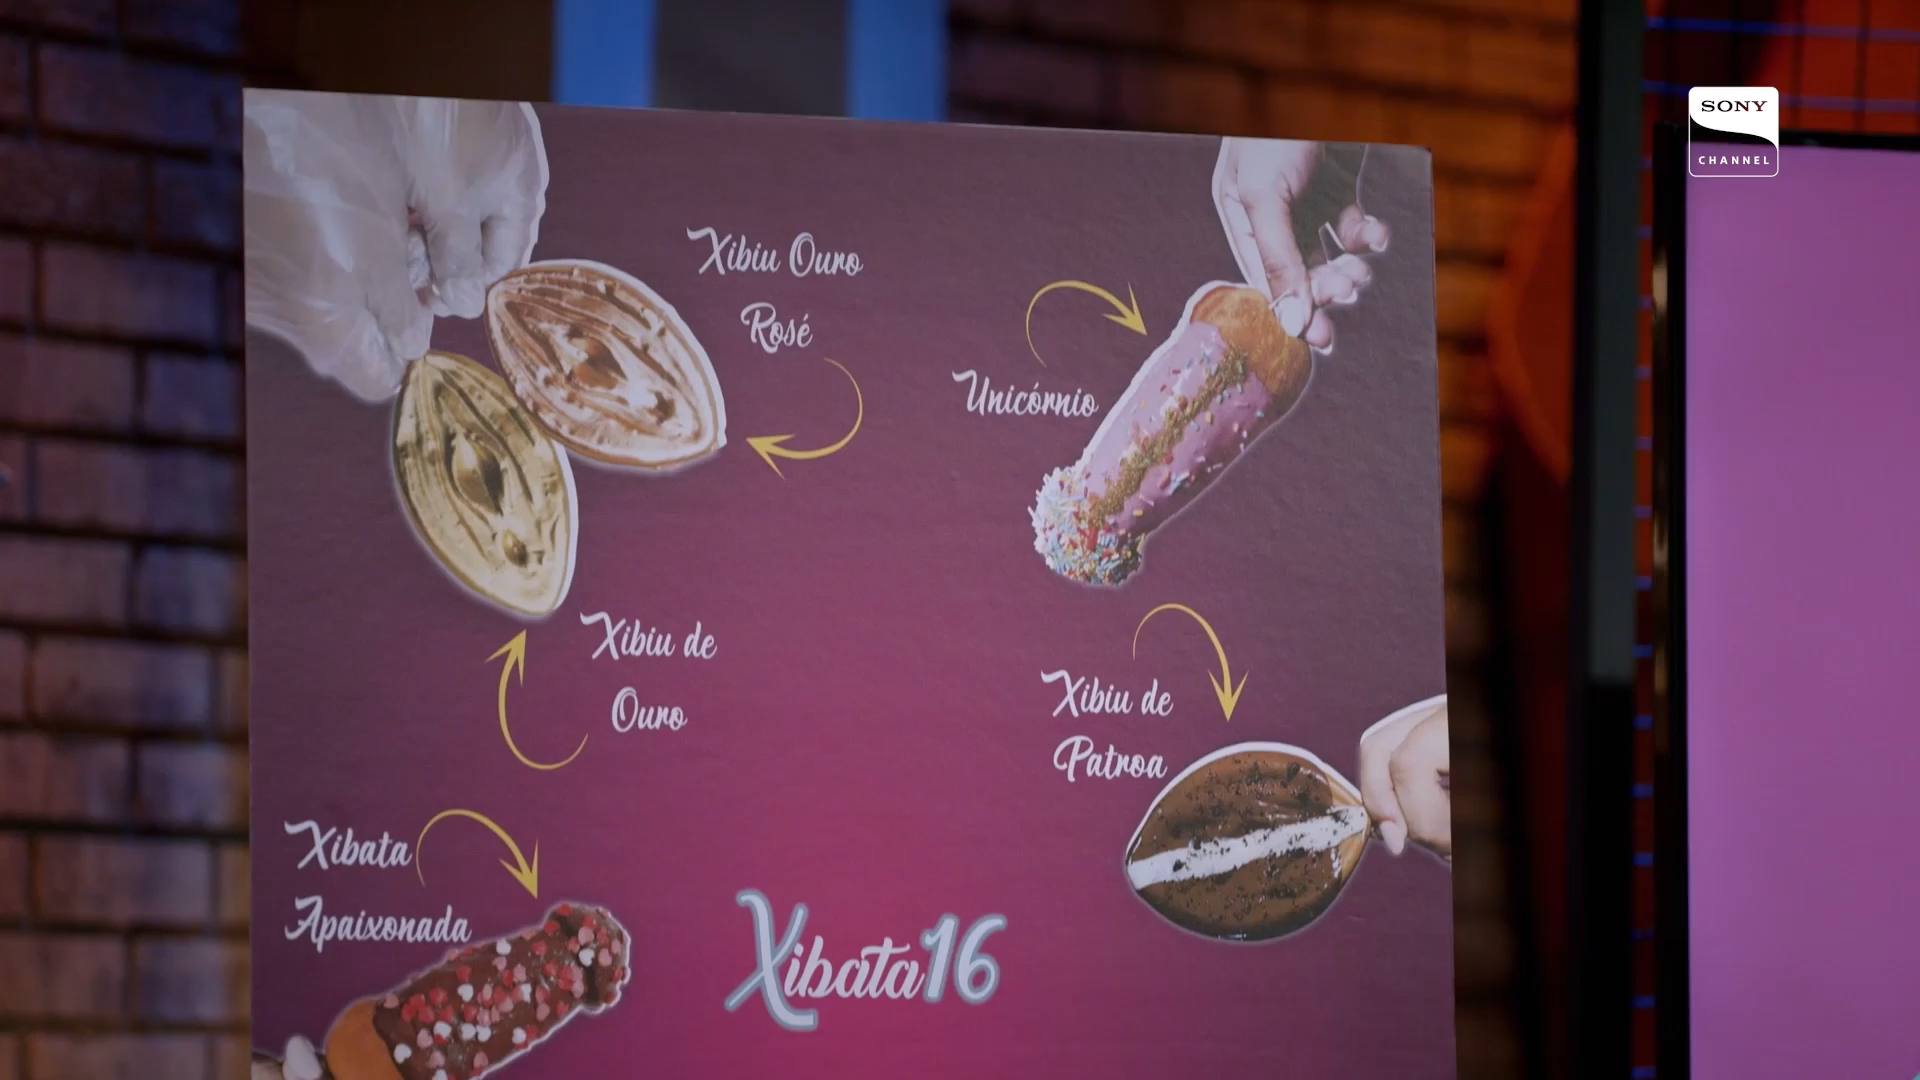 SONY
CHANNEL
Xibiu Ouro
Rosé
Unicórnio
Xibiu de
Ouro
Xibiu de
Patroa
Xibata
Apaixonada
Xibata16